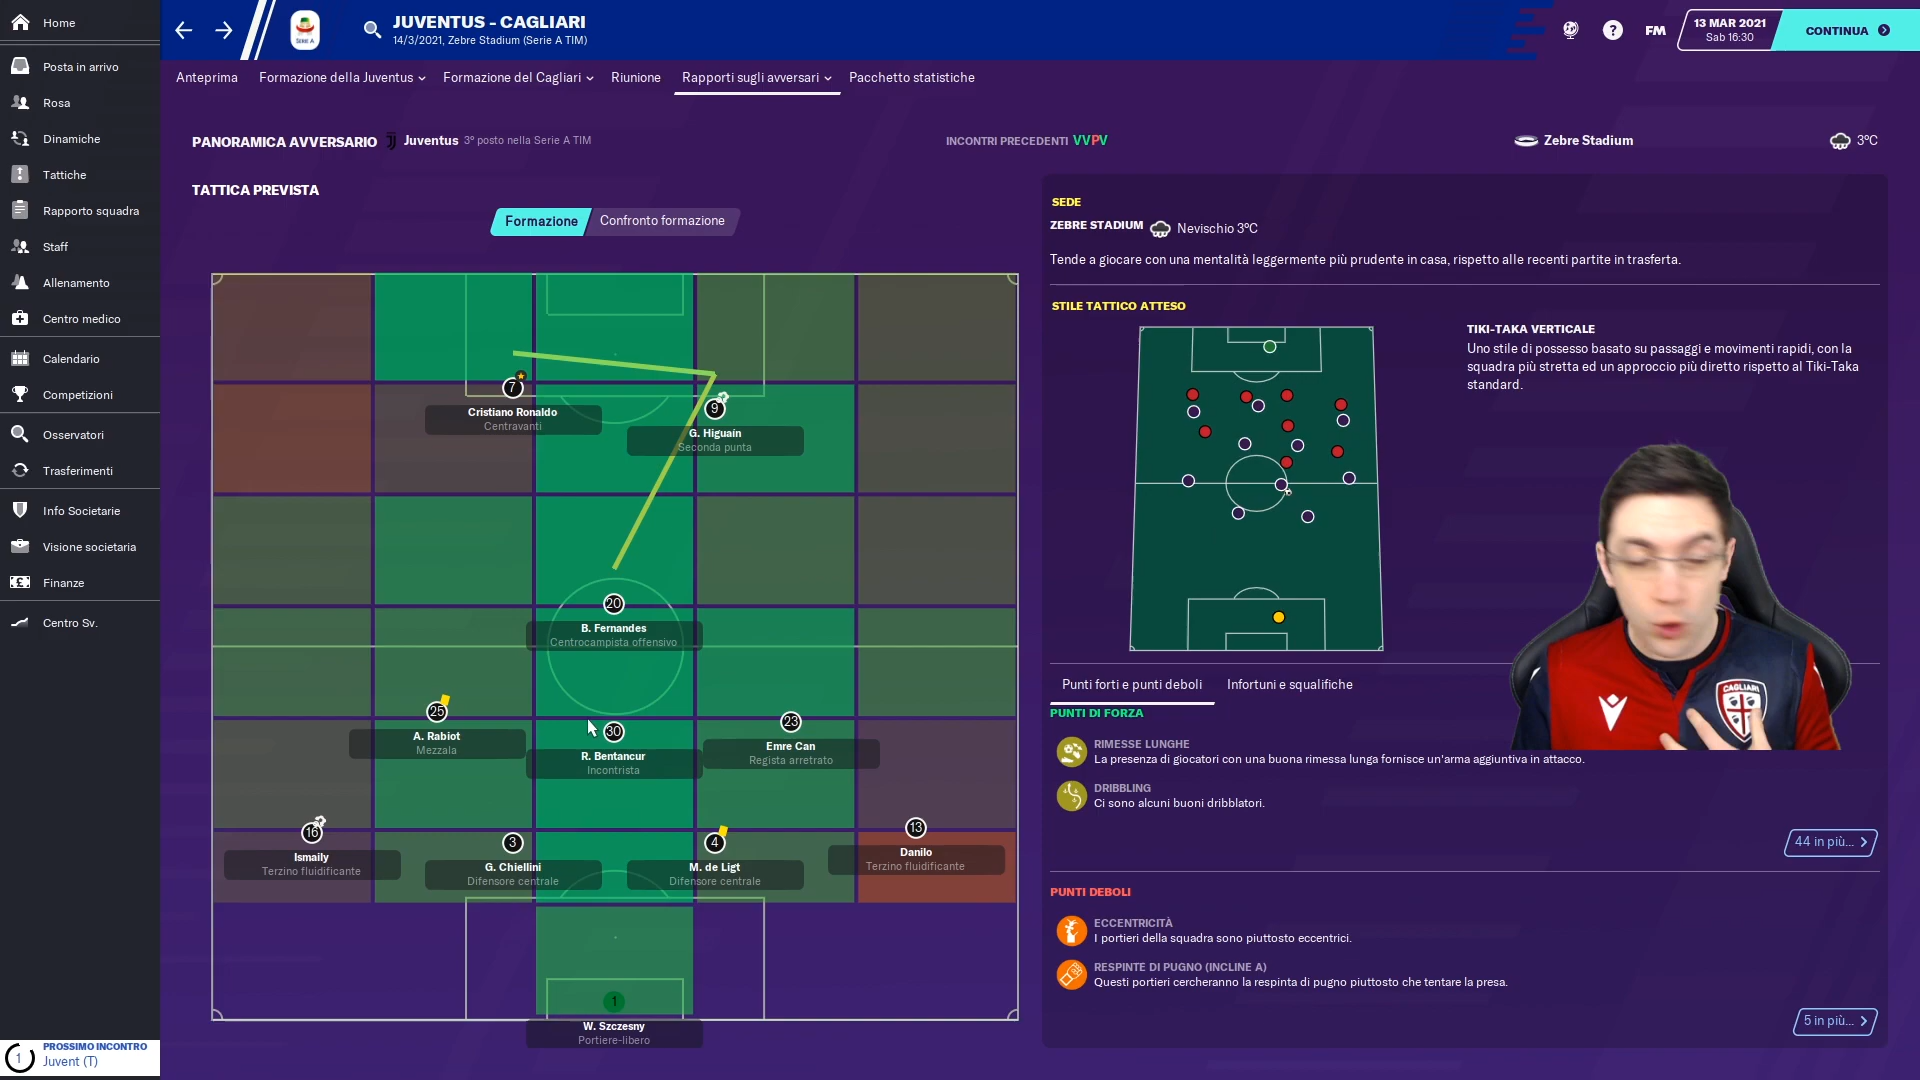 Home
Posta in arrivo
Rosa
Dinamiche
Tattiche
Rapporto squadra
Staff
Allenamento
Centro medico
Calendario
Competizioni
Osservatori
Trasferimenti
Info Societarie
Visione societaria
Finanze
Centro Sv.
1
PROSSIMO INCONTRO
Juvent (T)
SERIE A
JUVENTUS - CAGLIARI
14/3/2021, Zebre Stadium (Serie A TIM)
?
FM
13 MAR 2021
Sab 16:30
CONTINUA
Anteprima
Formazione della Juventus
Formazione del Cagliari
Riunione
Rapporti sugli avversari
Pacchetto statistiche
PANORAMICA AVVERSARIO
Juventus 3º posto nella Serie A TIM
INCONTRI PRECEDENTI VVPV
Zebre Stadium
3ºC
TATTICA PREVISTA
Formazione
Confronto formazione
7
Cristiano Ronaldo
Centravanti
9
G. Higuaín
Seconda punta
20
B. Fernandes
Centrocampista offensivo
25
A. Rabiot
Mezzala
30
R. Bentancur
Incontrista
23
Emre Can
Regista arretrato
16
Ismaily
Terzino fluidificante
3
G. Chiellini
Difensore centrale
4
M. de Ligt
Difensore centrale
13
Danilo
Terzino fluidificante
1
W. Szczesny
Portiere-libero
SEDE
ZEBRE STADIUM
Nevischio 3ºC
Tende a giocare con una mentalità leggermente più prudente in casa, rispetto alle recenti partite in trasferta.
STILE TATTICO ATTESO
TIKI-TAKA VERTICALE
Uno stile di possesso basato su passaggi e movimenti rapidi, con la
squadra più stretta ed un approccio più diretto rispetto al Tiki-Taka
standard.
Punti forti e punti deboli
Infortuni e squalifiche
PUNTI DI FORZA
RIMESSE LUNGHE
La presenza di giocatori con una buona rimessa lunga fornisce un'arma aggiuntiva in attacco.
DRIBBLING
Ci sono alcuni buoni dribblatori.
44 in più...
PUNTI DEBOLI
ECCENTRICITÀ
I portieri della squadra sono piuttosto eccentrici.
RESPINTE DI PUGNO (INCLINE A)
Questi portieri cercheranno la respinta di pugno piuttosto che tentare la presa.
5 in più...
CAGLIARI